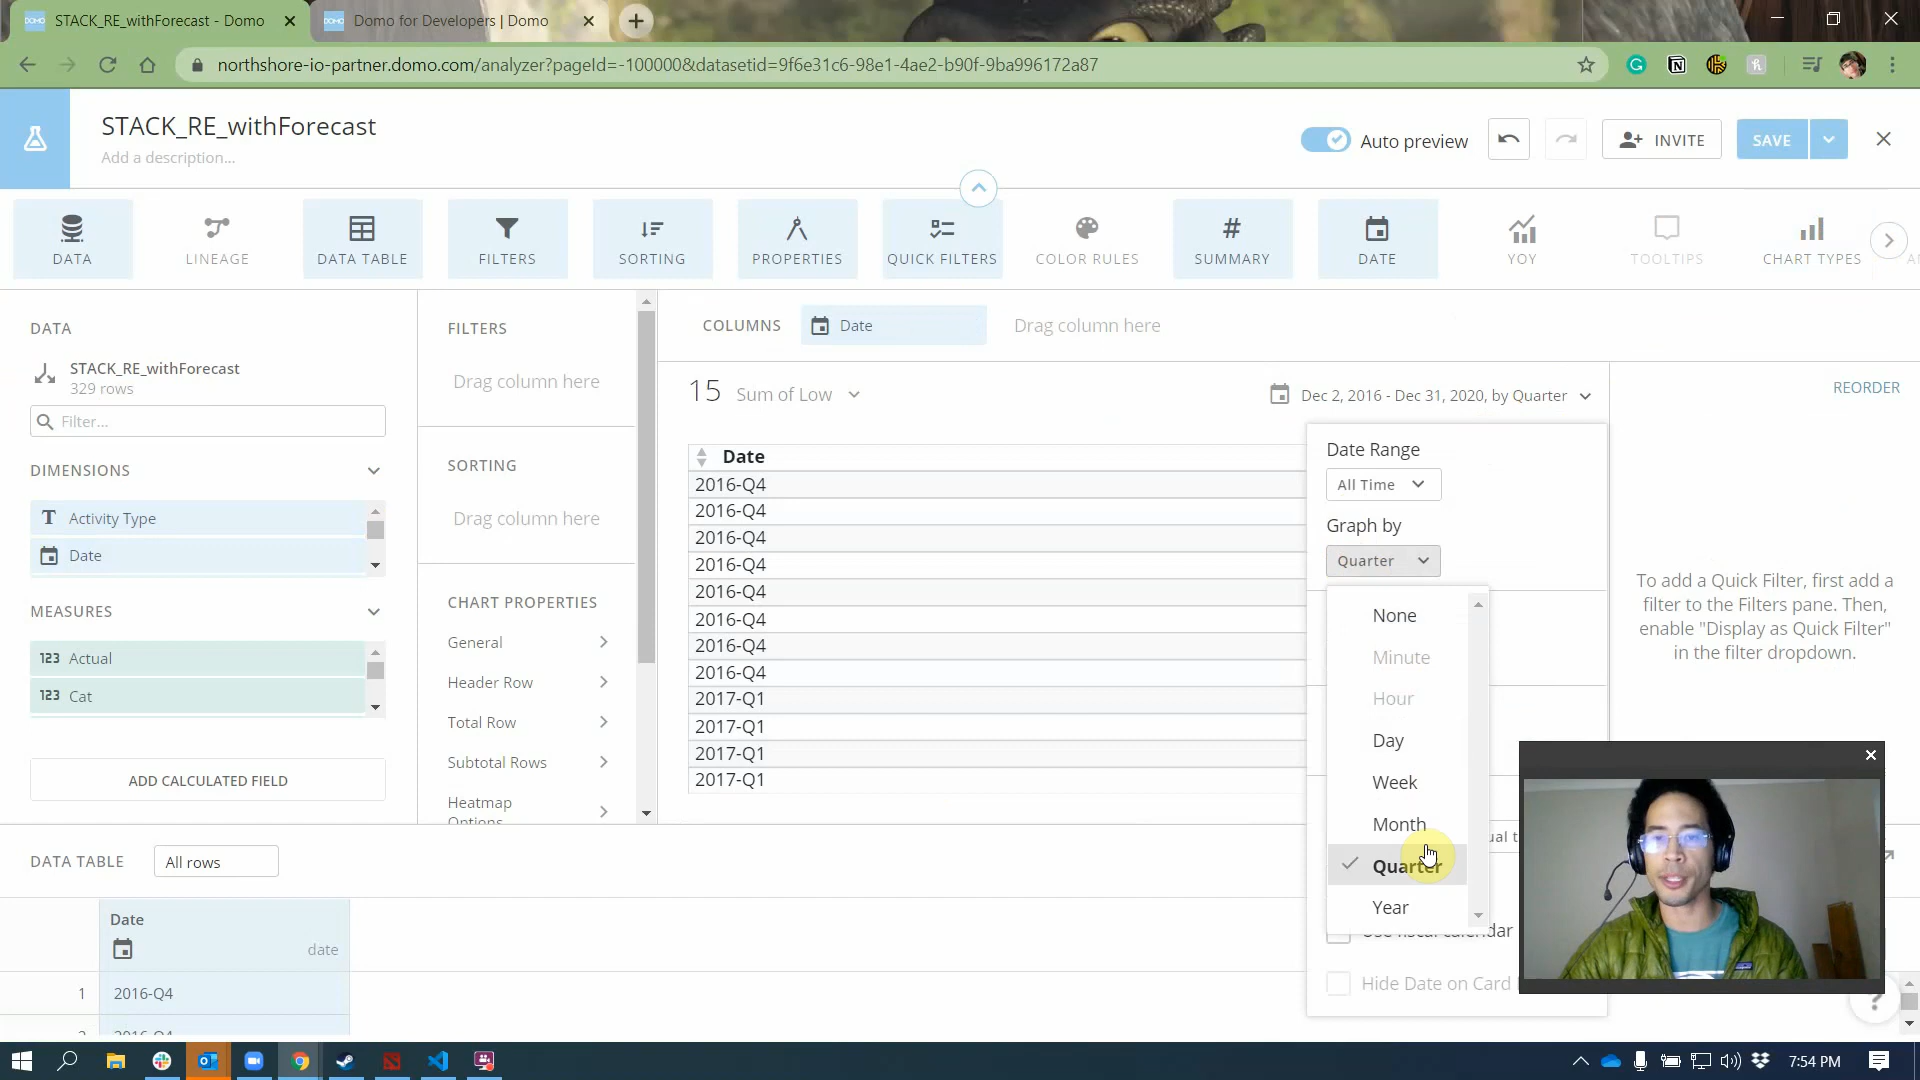 STACK_RE_withForecast - Domo
Domo for Developers | Domo
northshore-io-partner.domo.com/analyzer?pageId=-100000&datasetid=9f6e31c6-98e1-4ae2-b90f-9ba996172a87
STACK_RE_withForecast
Add a description...
Auto preview
INVITE
SAVE
DATA
LINEAGE
DATA TABLE
FILTERS
SORTING
PROPERTIES
QUICK FILTERS
COLOR RULES
SUMMARY
DATE
YOY
TOOLTIPS
CHART TYPES
DATA
STACK_RE_withForecast
329 rows
Filter...
DIMENSIONS
T Activity Type
Date
MEASURES
123 Actual
123 Cat
ADD CALCULATED FIELD
FILTERS
Drag column here
SORTING
Drag column here
CHART PROPERTIES
General
Header Row
Total Row
Subtotal Rows
Heatmap
Options
COLUMNS
Date
Drag column here
15 Sum of Low
Dec 2, 2016 - Dec 31, 2020, by Quarter
Date
2016-Q4
2016-Q4
2016-Q4
2016-Q4
2016-Q4
2016-Q4
2016-Q4
2016-Q4
2017-Q1
2017-Q1
2017-Q1
2017-Q1
Date Range
All Time
Graph by
Quarter
None
Minute
Hour
Day
Week
Month
Quarter
Year
Use fiscal calendar
Hide Date on Card
REORDER
To add a Quick Filter, first add a
filter to the Filters pane. Then,
enable "Display as Quick Filter"
in the filter dropdown.
DATA TABLE
All rows
Date
date
1 2016-Q4
2 2016-Q4
?
7:54 PM